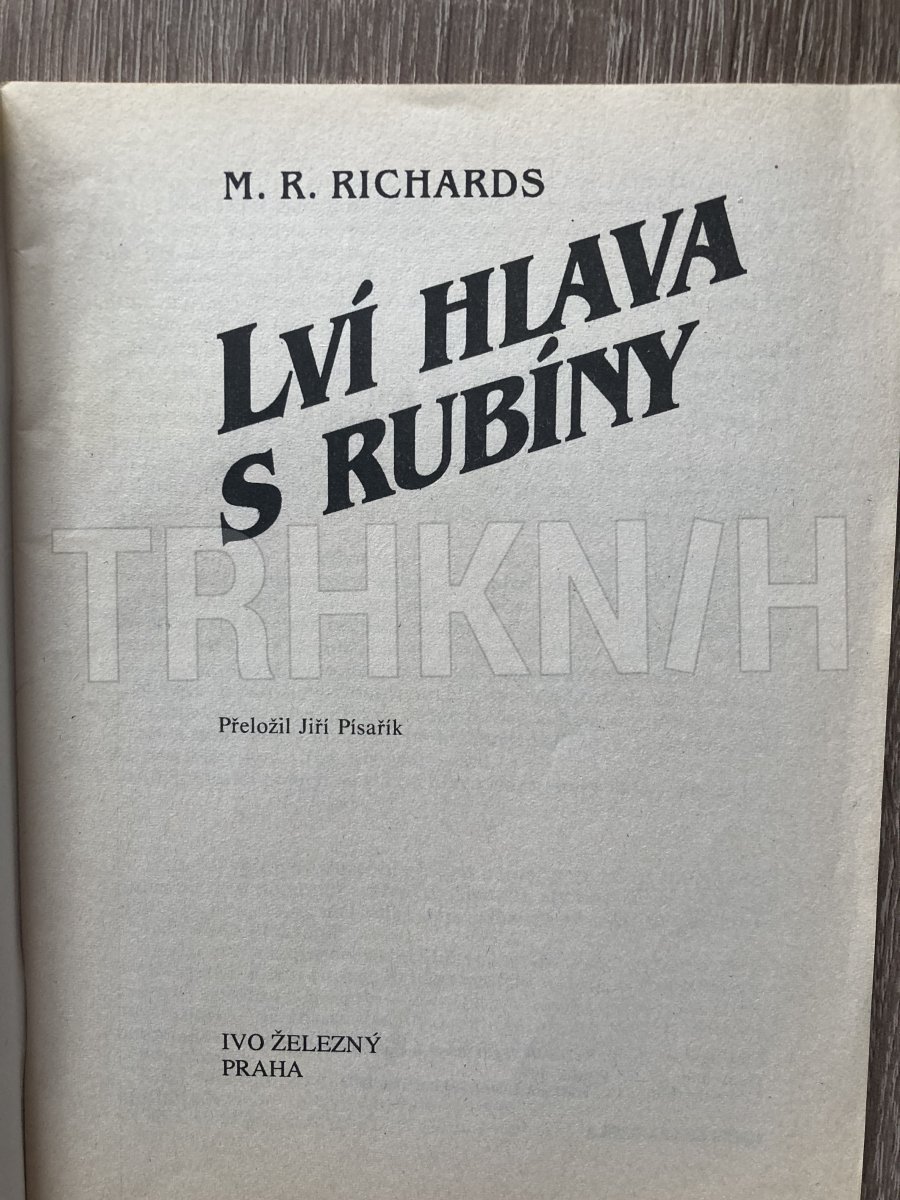 M. R. RICHARDS
LVÍ HLAVA
S RUBÍNY
TRHKNIH
Přeložil Jiří Písařík
IVO ŽELEZNÝ
PRAHA